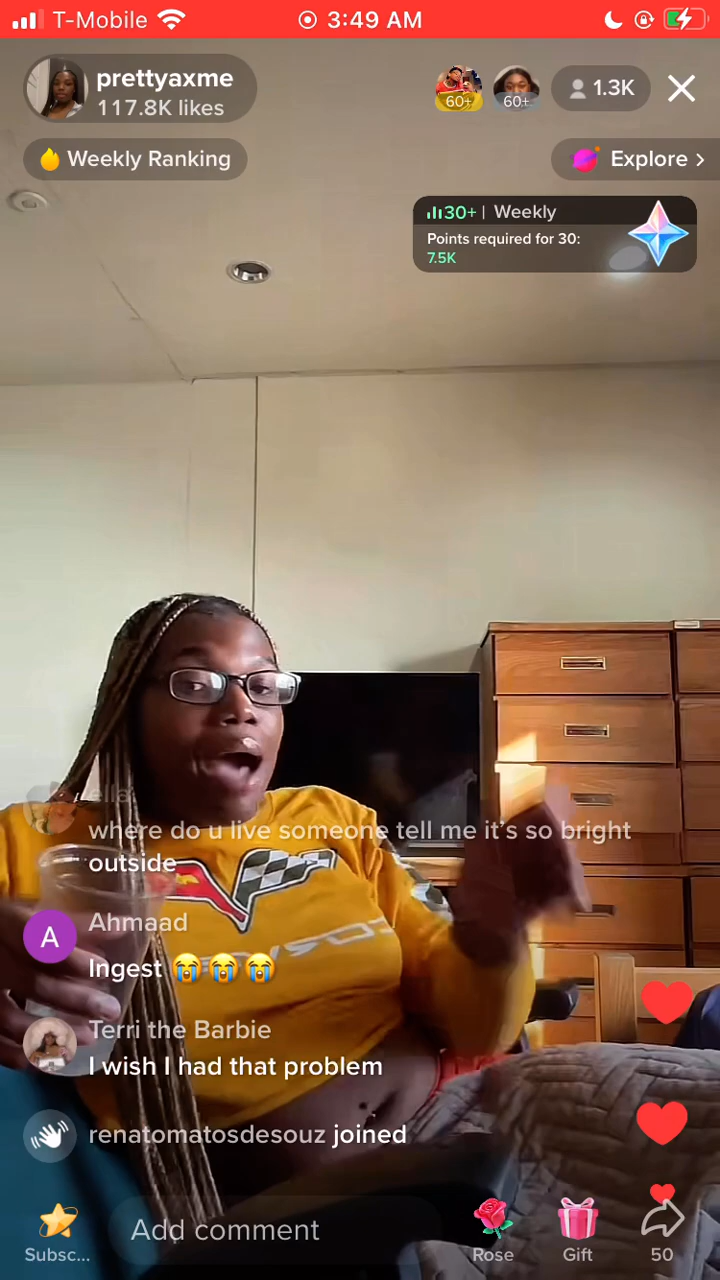 T-Mobile
3:49 AM
prettyaxme
117.8K likes
60+
60+
1.3K
Weekly Ranking
Explore >
30+ | Weekly
Points required for 30:
7.5K
ella
where do u live someone tell me it's so bright
outside
A
Ahmaad
Ingest 😭😭😭
Terri the Barbie
I wish I had that problem
renatomatosdesouz joined
Add comment
Subsc...
Rose
Gift
50